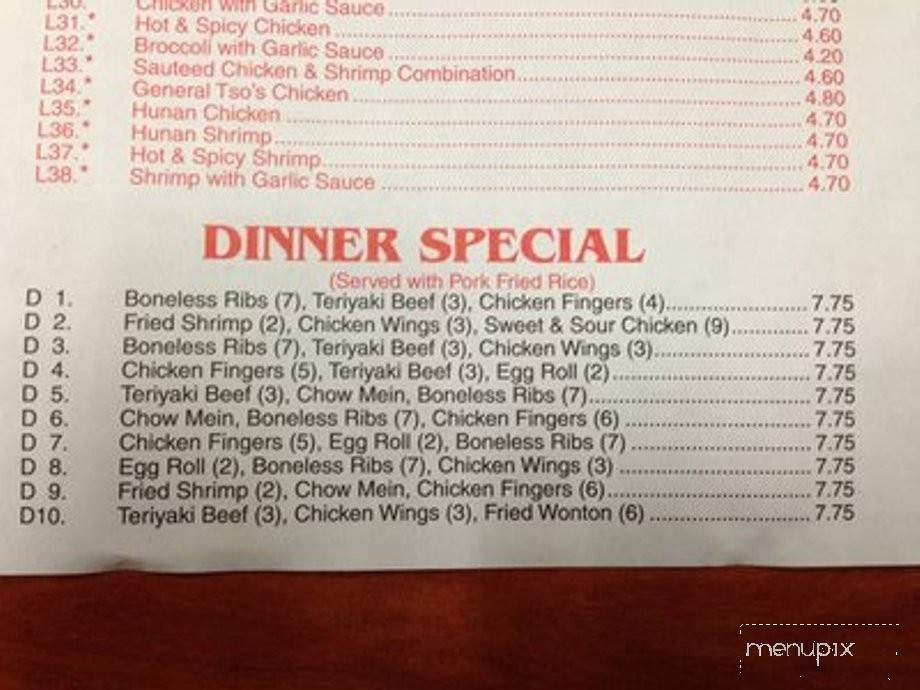 L30. Chicken with Garlic Sauce 4.70
L31.* Hot & Spicy Chicken 4.60
L32.* Broccoli with Garlic Sauce 4.20
L33.* Sauteed Chicken & Shrimp Combination 4.60
L34.* General Tso's Chicken 4.80
L35.* Hunan Chicken 4.70
L36.* Hunan Shrimp 4.70
L37.* Hot & Spicy Shrimp 4.70
L38.* Shrimp with Garlic Sauce 4.70
DINNER SPECIAL
(Served with Pork Fried Rice)
D 1. Boneless Ribs (7), Teriyaki Beef (3), Chicken Fingers (4) 7.75
D 2. Fried Shrimp (2), Chicken Wings (3), Sweet & Sour Chicken (9) 7.75
D 3. Boneless Ribs (7), Teriyaki Beef (3), Chicken Wings (3) 7.75
D 4. Chicken Fingers (5), Teriyaki Beef (3), Egg Roll (2) 7.75
D 5. Teriyaki Beef (3), Chow Mein, Boneless Ribs (7) 7.75
D 6. Chow Mein, Boneless Ribs (7), Chicken Fingers (6) 7.75
D 7. Chicken Fingers (5), Egg Roll (2), Boneless Ribs (7) 7.75
D 8. Egg Roll (2), Boneless Ribs (7), Chicken Wings (3) 7.75
D 9. Fried Shrimp (2), Chow Mein, Chicken Fingers (6) 7.75
D10. Teriyaki Beef (3), Chicken Wings (3), Fried Wonton (6) 7.75
menupix